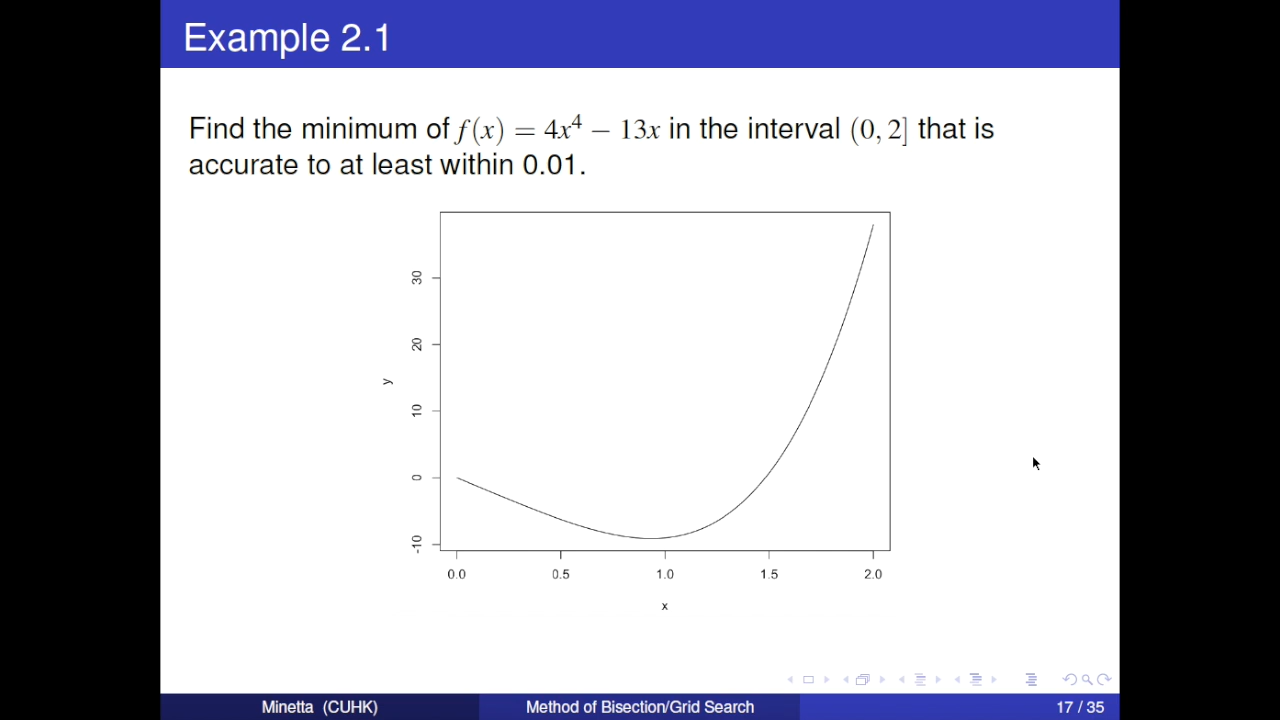 Example 2.1
Find the minimum of f(x) = 4x⁴ − 13x in the interval (0, 2] that is
accurate to at least within 0.01.
30
20
10
0
-10
y
0.0 0.5 1.0 1.5 2.0
x
Minetta (CUHK) Method of Bisection/Grid Search 17 / 35